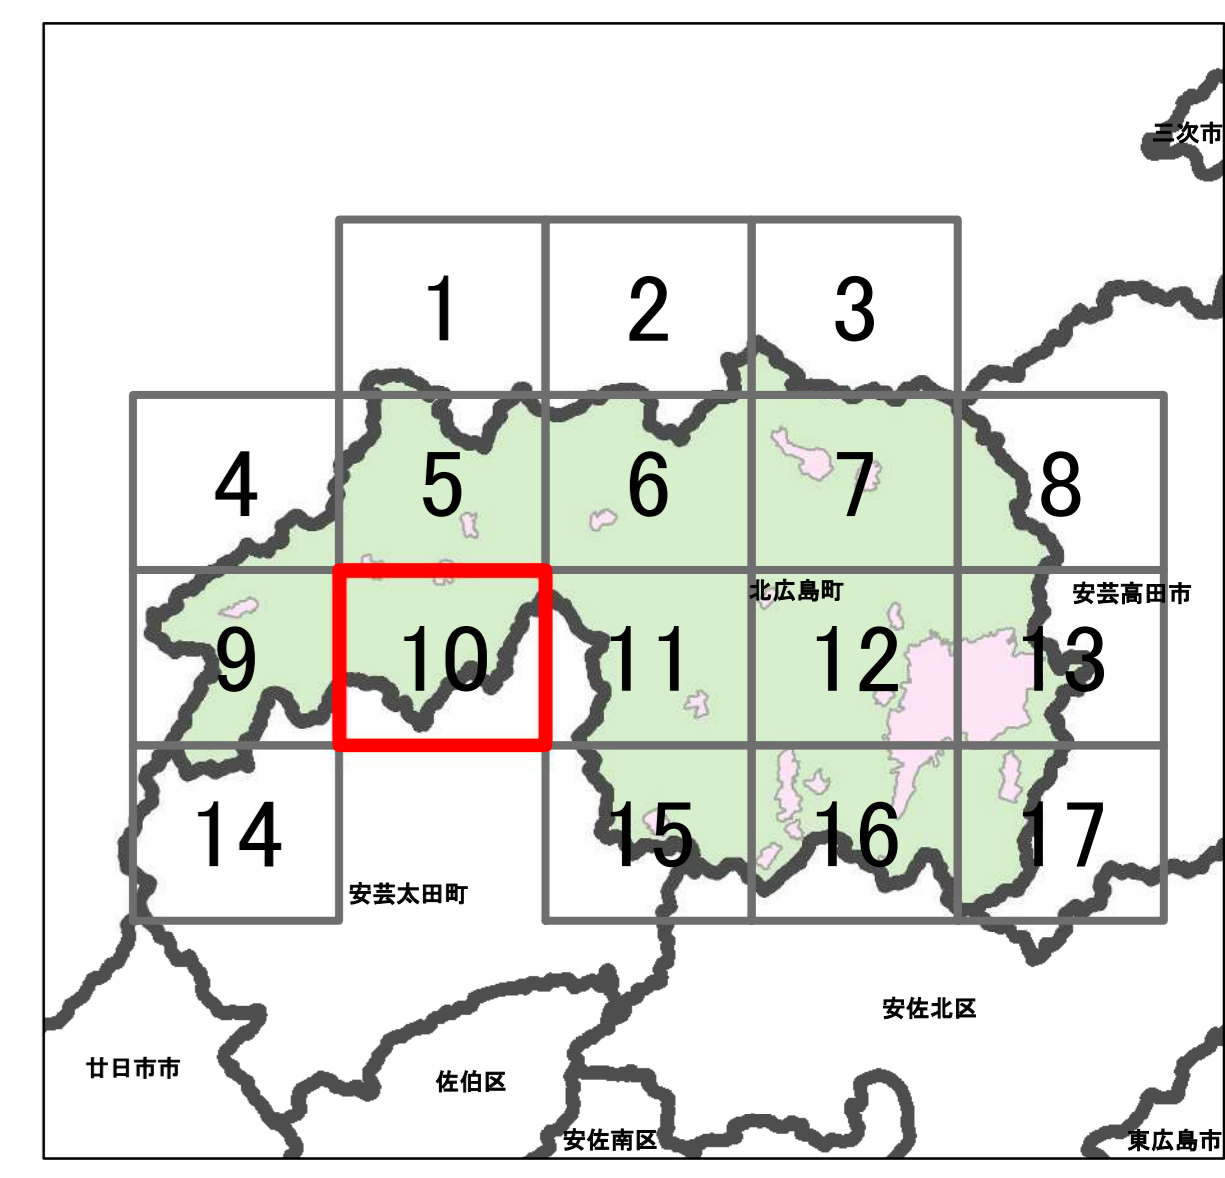 三次市
1 2 3
4 5 6 7 8
北広島町 安芸高田市
9 10 11 12 13
14 15 16 17
安芸太田町
安佐北区
廿日市市 佐伯区
安佐南区 東広島市